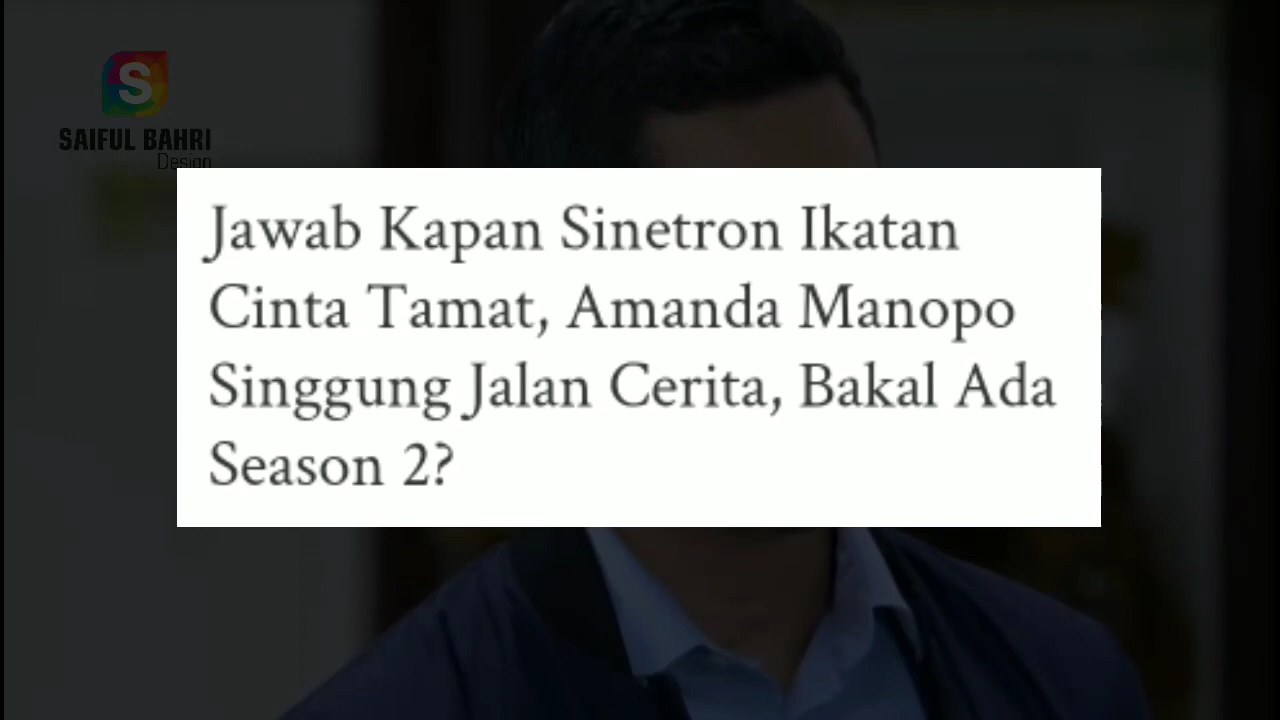 S
SAIFUL BAHRI
Design
Jawab Kapan Sinetron Ikatan
Cinta Tamat, Amanda Manopo
Singgung Jalan Cerita, Bakal Ada
Season 2?